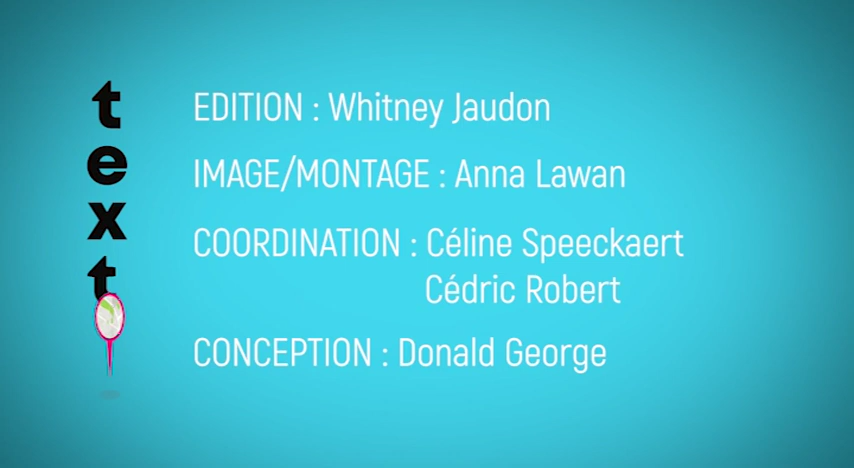 text
EDITION : Whitney Jaudon
IMAGE/MONTAGE : Anna Lawan
COORDINATION : Céline Speeckaert
Cédric Robert
CONCEPTION : Donald George